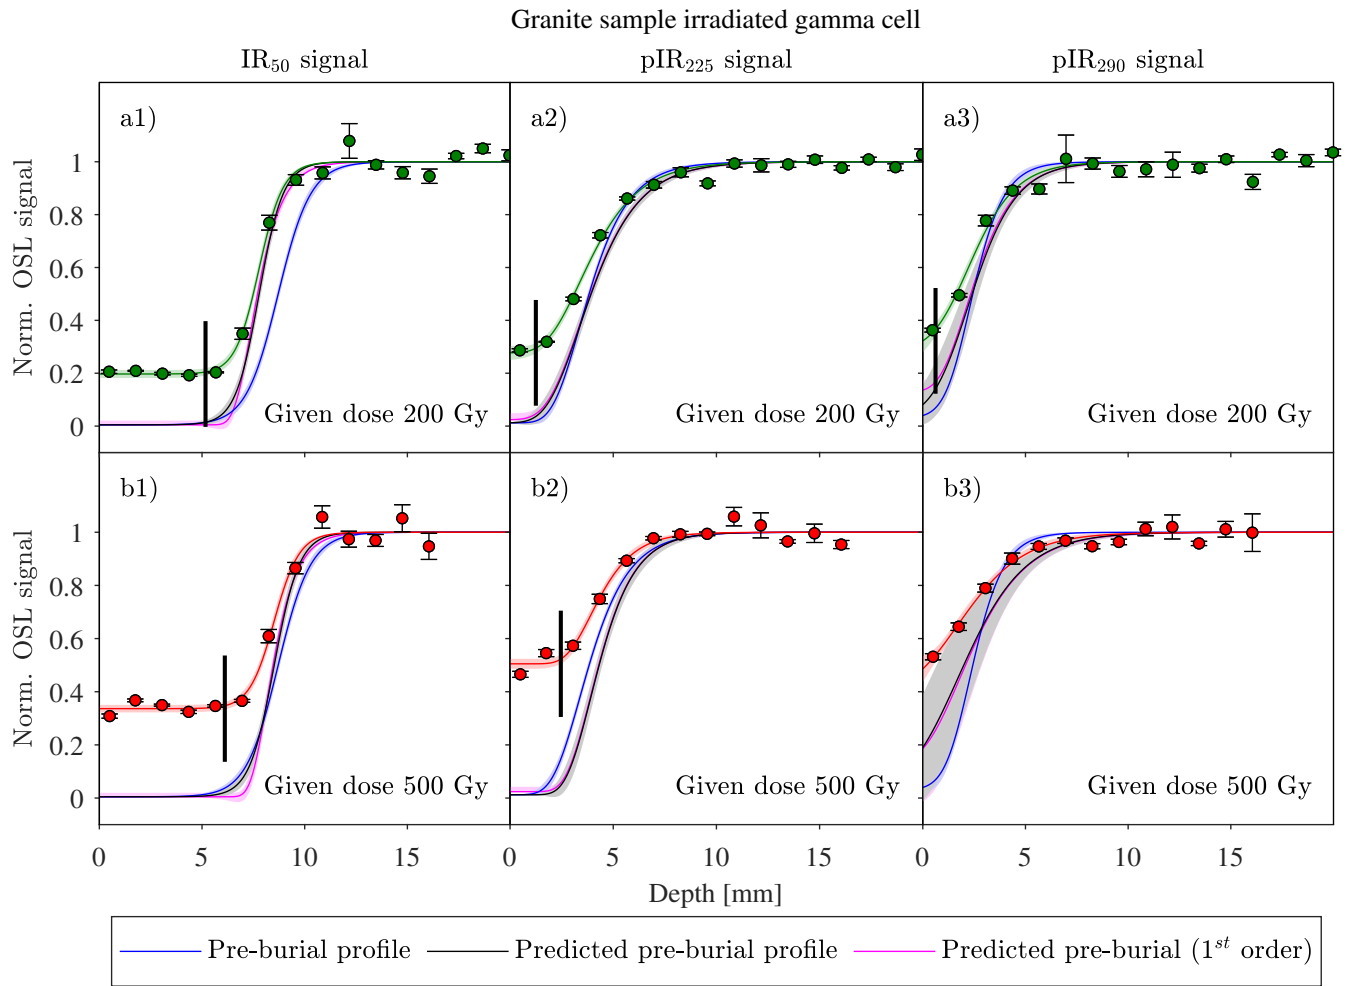 Granite sample irradiated gamma cell
IR₅₀ signal
pIR₂₂₅ signal
pIR₂₉₀ signal
Norm. OSL signal
1
0.8
0.6
0.4
0.2
0
a1)
Given dose 200 Gy
a2)
Given dose 200 Gy
a3)
Given dose 200 Gy
Norm. OSL signal
1
0.8
0.6
0.4
0.2
0
b1)
Given dose 500 Gy
b2)
Given dose 500 Gy
b3)
Given dose 500 Gy
0 5 10 15 0 5 10 15 0 5 10 15
Depth [mm]
Pre-burial profile Predicted pre-burial profile Predicted pre-burial (1ˢᵗ order)